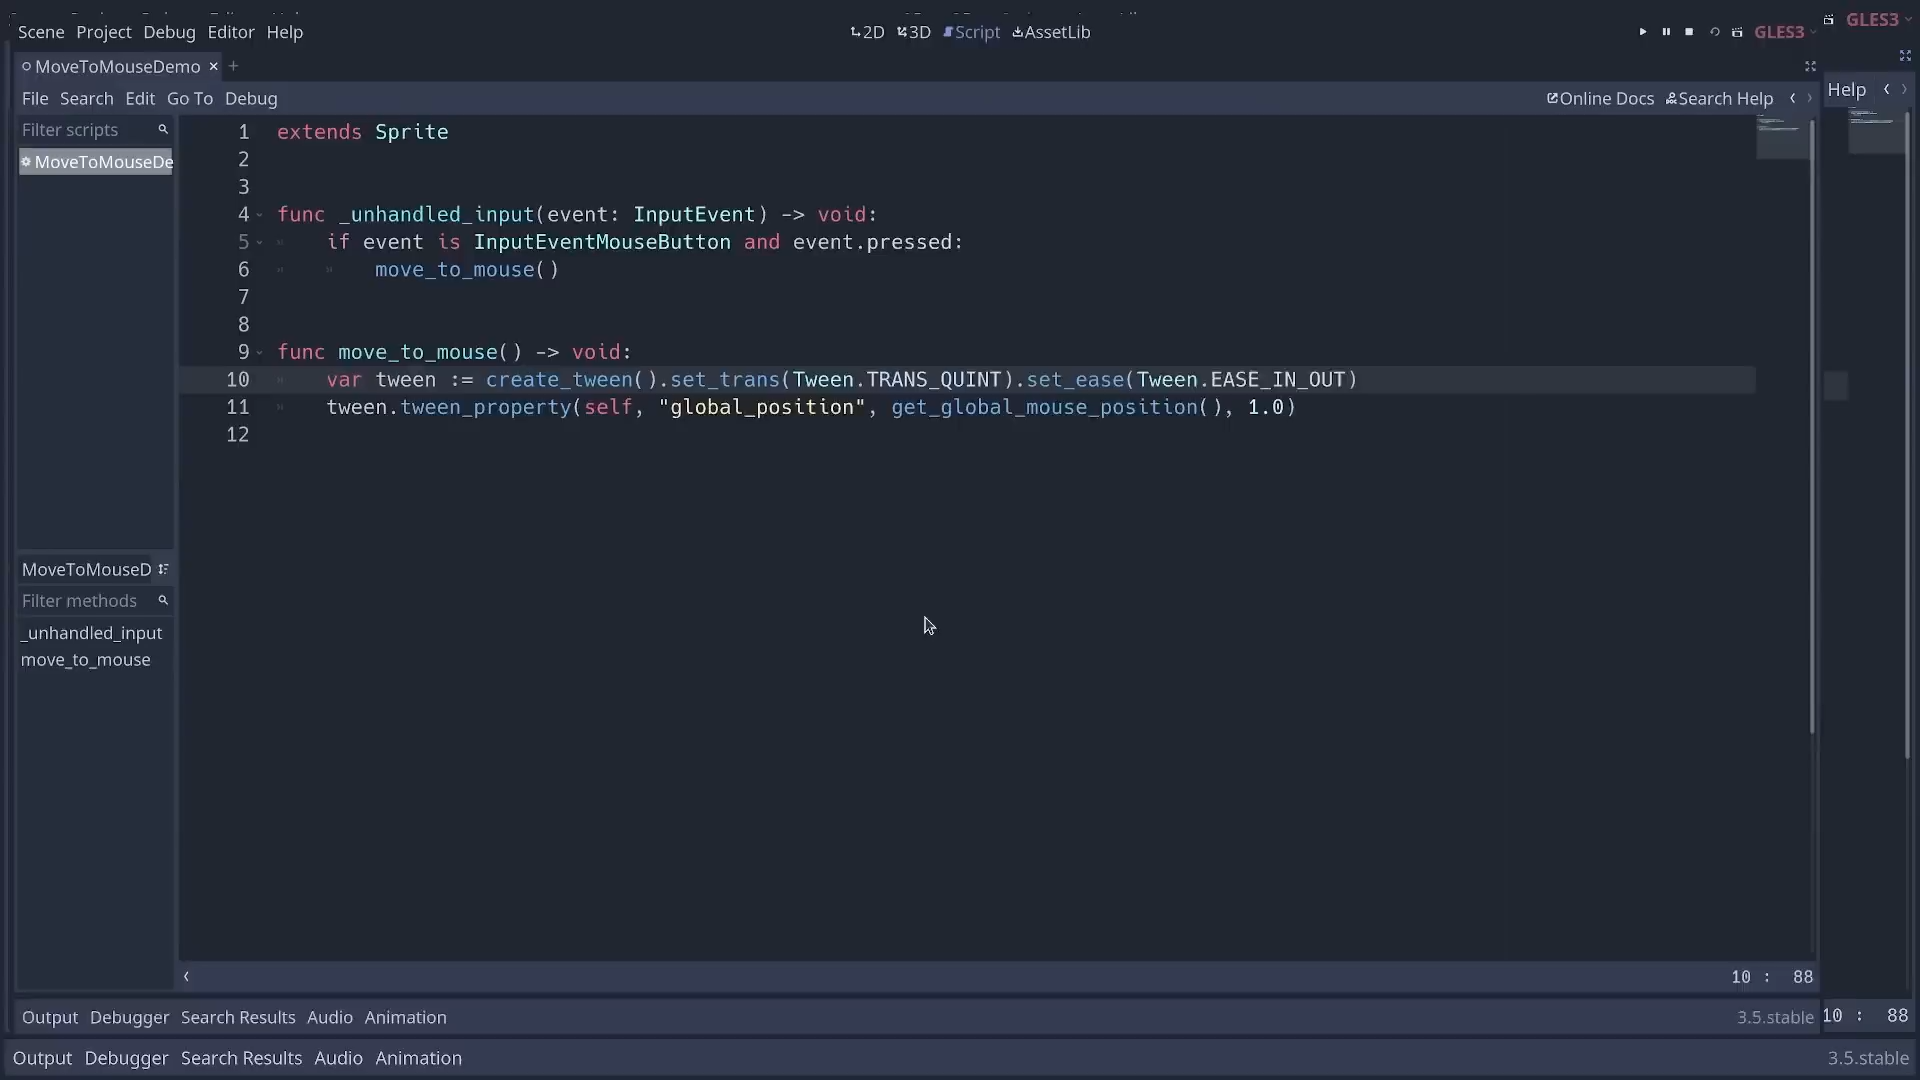 GLES3
Scene Project Debug Editor Help
2D 3D Script AssetLib
GLES3
MoveToMouseDemo × +
File Search Edit Go To Debug
Online Docs Search Help
Help
Filter scripts
MoveToMouseDe
1 extends Sprite
2
3
4 func _unhandled_input(event: InputEvent) -> void:
5 if event is InputEventMouseButton and event.pressed:
6 move_to_mouse()
7
8
9 func move_to_mouse() -> void:
10 var tween := create_tween().set_trans(Tween.TRANS_QUINT).set_ease(Tween.EASE_IN_OUT)
11 tween.tween_property(self, "global_position", get_global_mouse_position(), 1.0)
12
MoveToMouseD
Filter methods
_unhandled_input
move_to_mouse
10 : 88
Output Debugger Search Results Audio Animation
3.5.stable
10 : 88
Output Debugger Search Results Audio Animation
3.5.stable